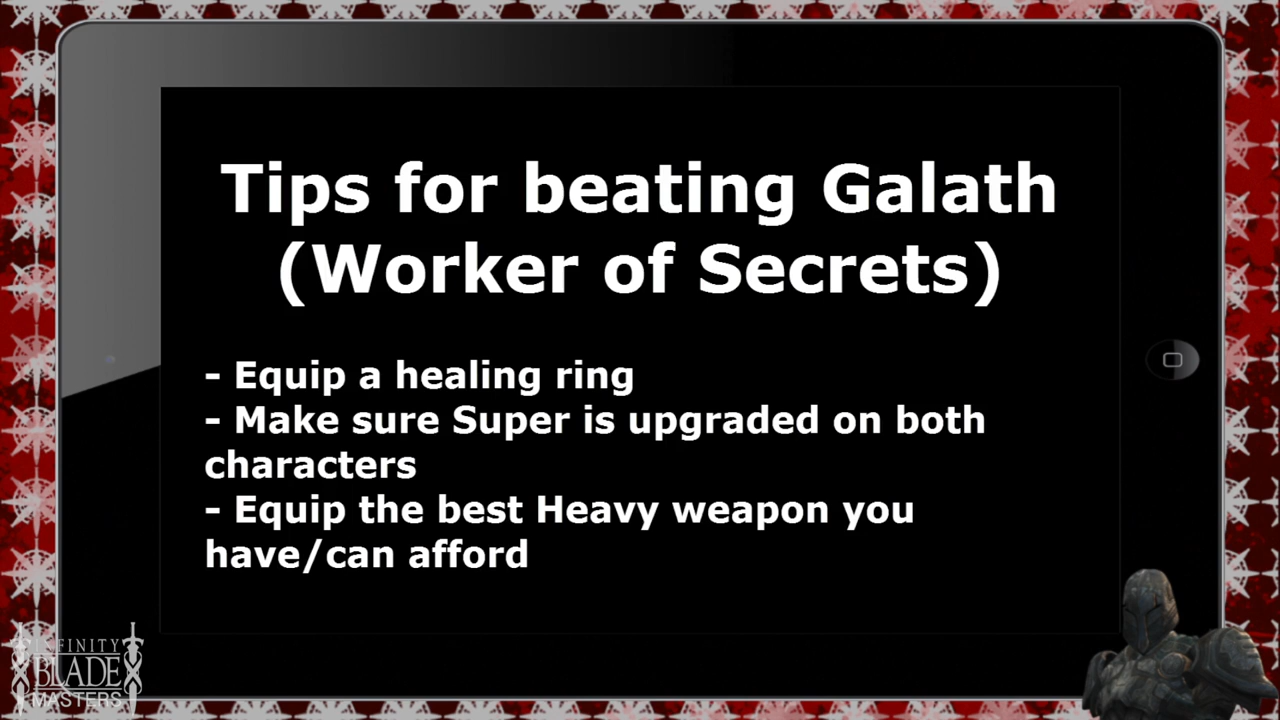 Tips for beating Galath
(Worker of Secrets)
- Equip a healing ring
- Make sure Super is upgraded on both
characters
- Equip the best Heavy weapon you
have/can afford
INFINITY
BLADE
MASTERS